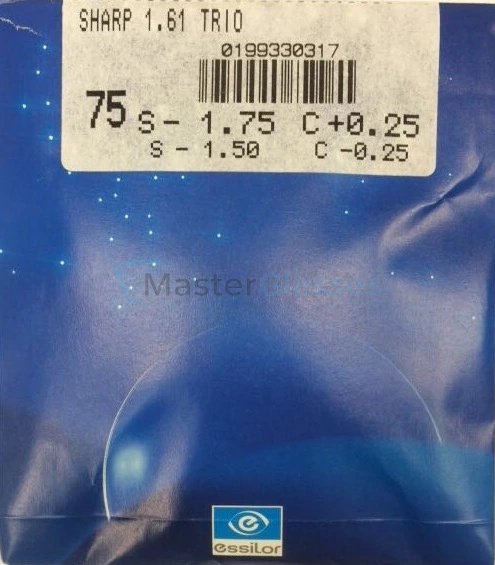 SHARP 1.61 TRIO
0199330317
75 S- 1.75 C+0.25
S - 1.50 C -0.25
Master
essilor